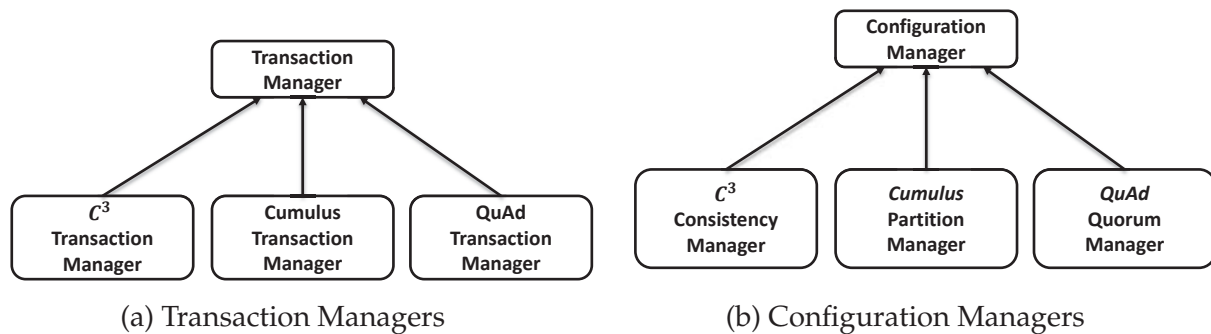 Transaction
Manager
C³
Transaction
Manager
Cumulus
Transaction
Manager
QuAd
Transaction
Manager
(a) Transaction Managers
Configuration
Manager
C³
Consistency
Manager
Cumulus
Partition
Manager
QuAd
Quorum
Manager
(b) Configuration Managers